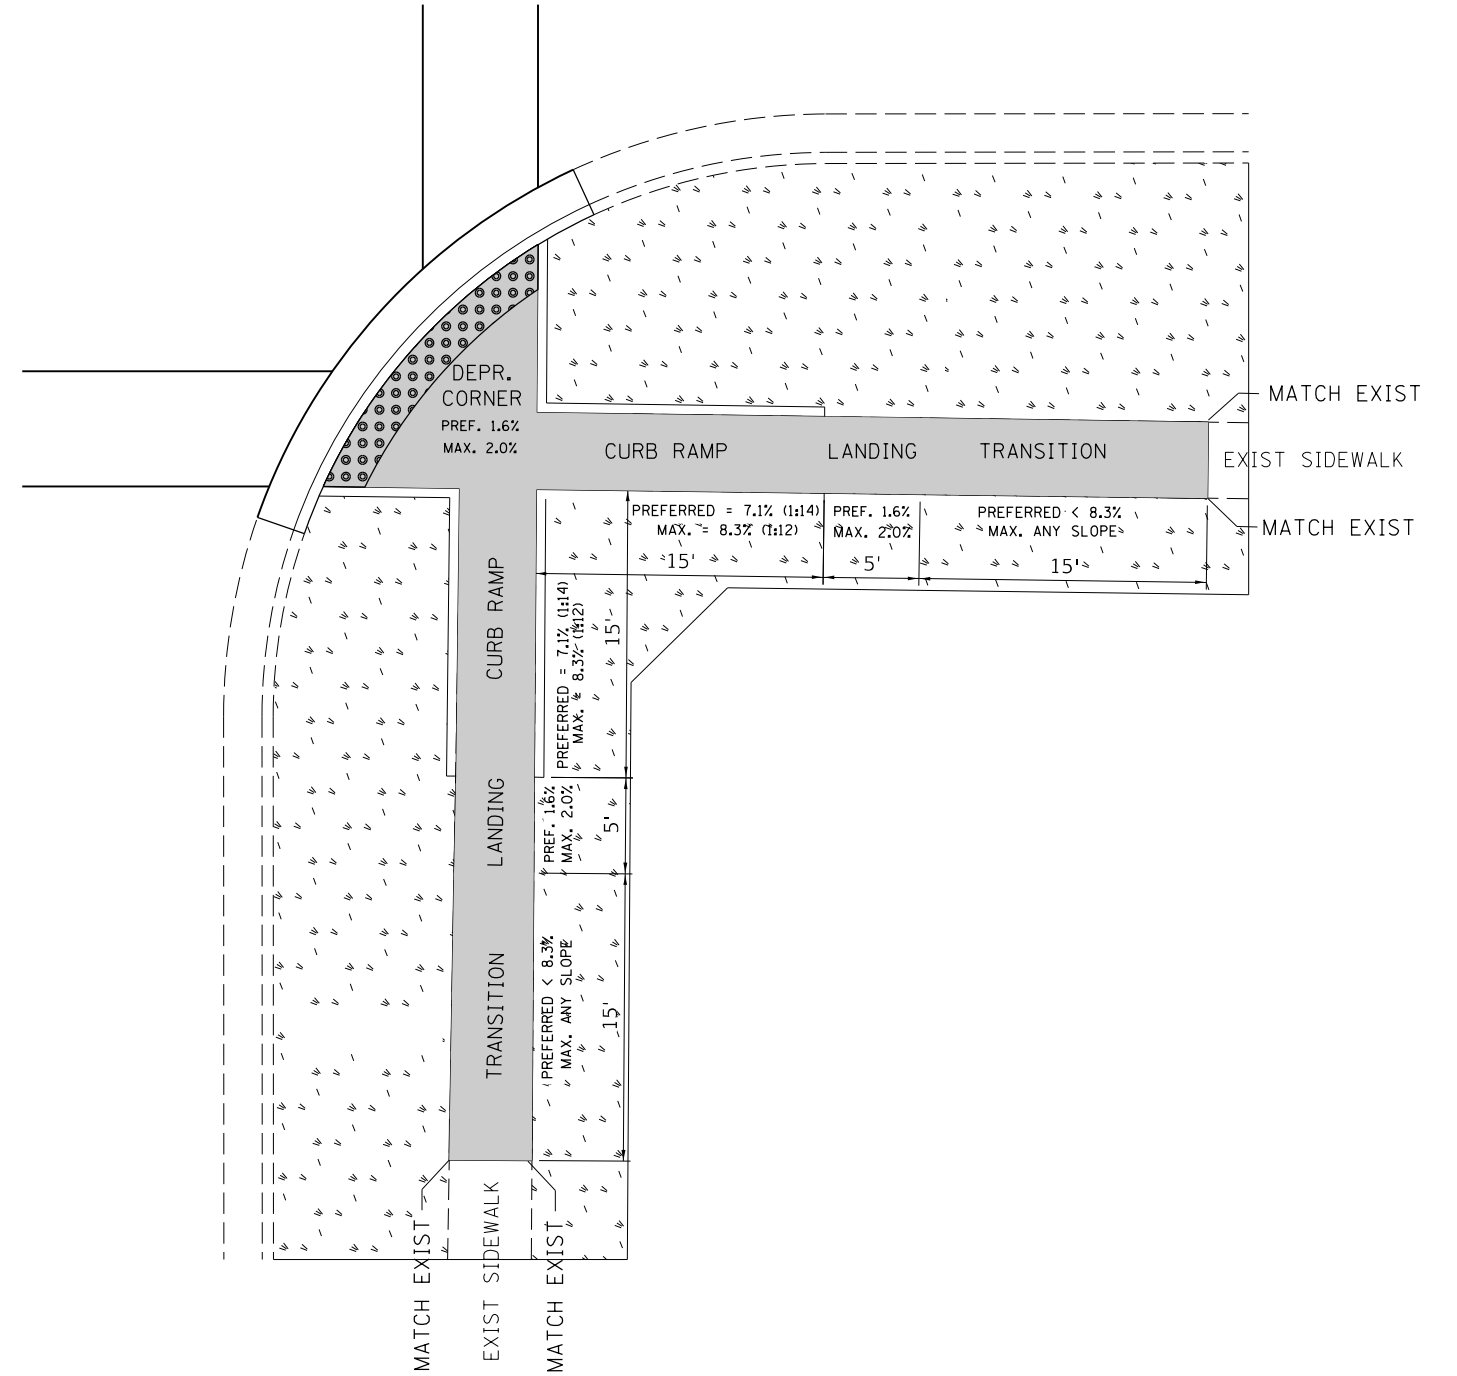 DEPR.
CORNER
PREF. 1.6%
MAX. 2.0%
CURB RAMP
LANDING
TRANSITION
MATCH EXIST
EXIST SIDEWALK
MATCH EXIST
PREFERRED = 7.1% (1:14)
MAX. = 8.3% (1:12)
15'
PREF. 1.6%
MAX. 2.0%
5'
PREFERRED < 8.3%
MAX. ANY SLOPE
15'
CURB RAMP
PREFERRED = 7.1% (1:14)
MAX. = 8.3% (1:12)
15'
LANDING
PREF. 1.6%
MAX. 2.0%
5'
TRANSITION
PREFERRED < 8.3%
MAX. ANY SLOPE
15'
MATCH EXIST
EXIST SIDEWALK
MATCH EXIST